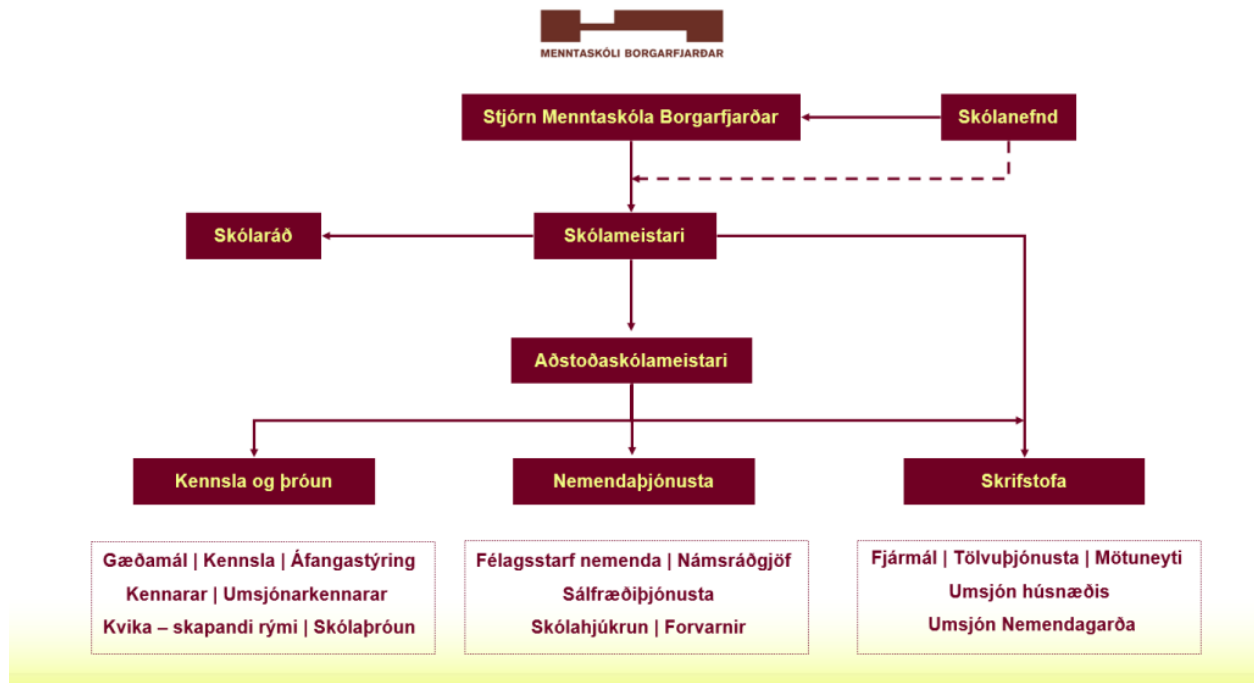 MENNTASKÓLI BORGARFJARÐAR
Stjórn Menntaskóla Borgarfjarðar
Skólanefnd
Skólaráð
Skólameistari
Aðstoðaskólameistari
Kennsla og þróun
Nemendaþjónusta
Skrifstofa
Gæðamál | Kennsla | Áfangastýring
Kennarar | Umsjónarkennarar
Kvika – skapandi rými | Skólaþróun
Félagsstarf nemenda | Námsráðgjöf
Sálfræðiþjónusta
Skólahjúkrun | Forvarnir
Fjármál | Tölvuþjónusta | Mötuneyti
Umsjón húsnæðis
Umsjón Nemendagarða